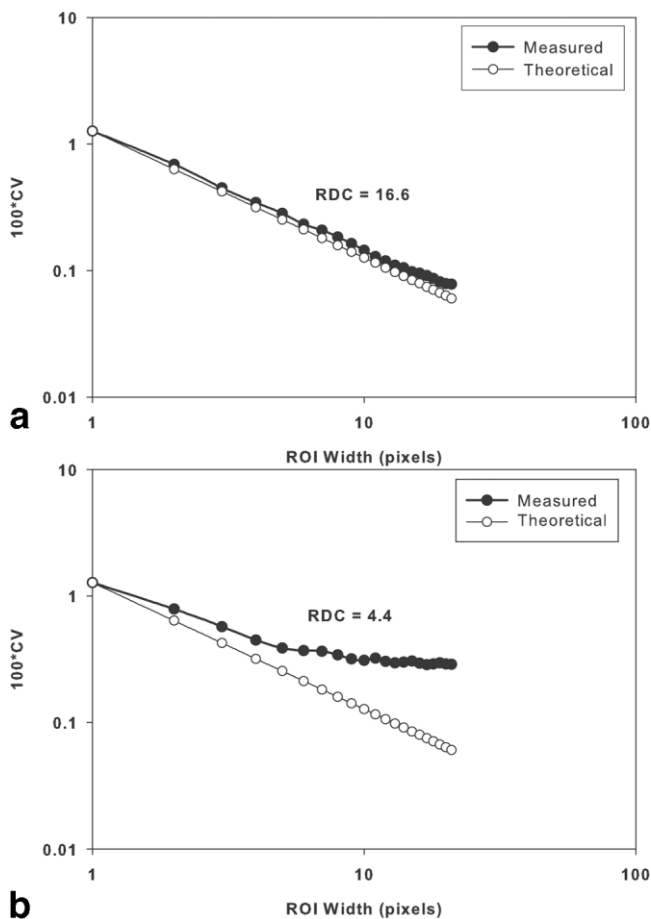 10
Measured
Theoretical
1
100*CV
RDC = 16.6
0.1
0.01
a
1
10
100
ROI Width (pixels)
10
Measured
Theoretical
1
RDC = 4.4
100*CV
0.1
0.01
1
10
100
b
ROI Width (pixels)